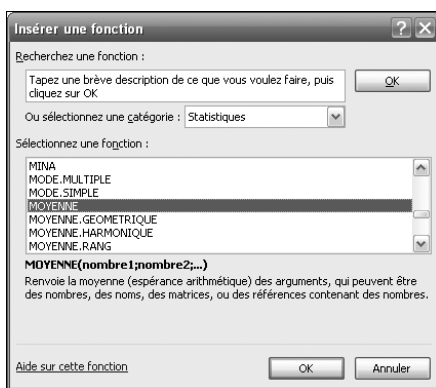 Insérer une fonction
Recherchez une fonction :
Tapez une brève description de ce que vous voulez faire, puis
cliquez sur OK
OK
Ou sélectionnez une catégorie : Statistiques
Sélectionnez une fonction :
MINA
MODE.MULTIPLE
MODE.SIMPLE
MOYENNE
MOYENNE.GEOMETRIQUE
MOYENNE.HARMONIQUE
MOYENNE.RANG
MOYENNE(nombre1;nombre2;...)
Renvoie la moyenne (espérance arithmétique) des arguments, qui peuvent être
des nombres, des noms, des matrices, ou des références contenant des nombres.
Aide sur cette fonction
OK
Annuler